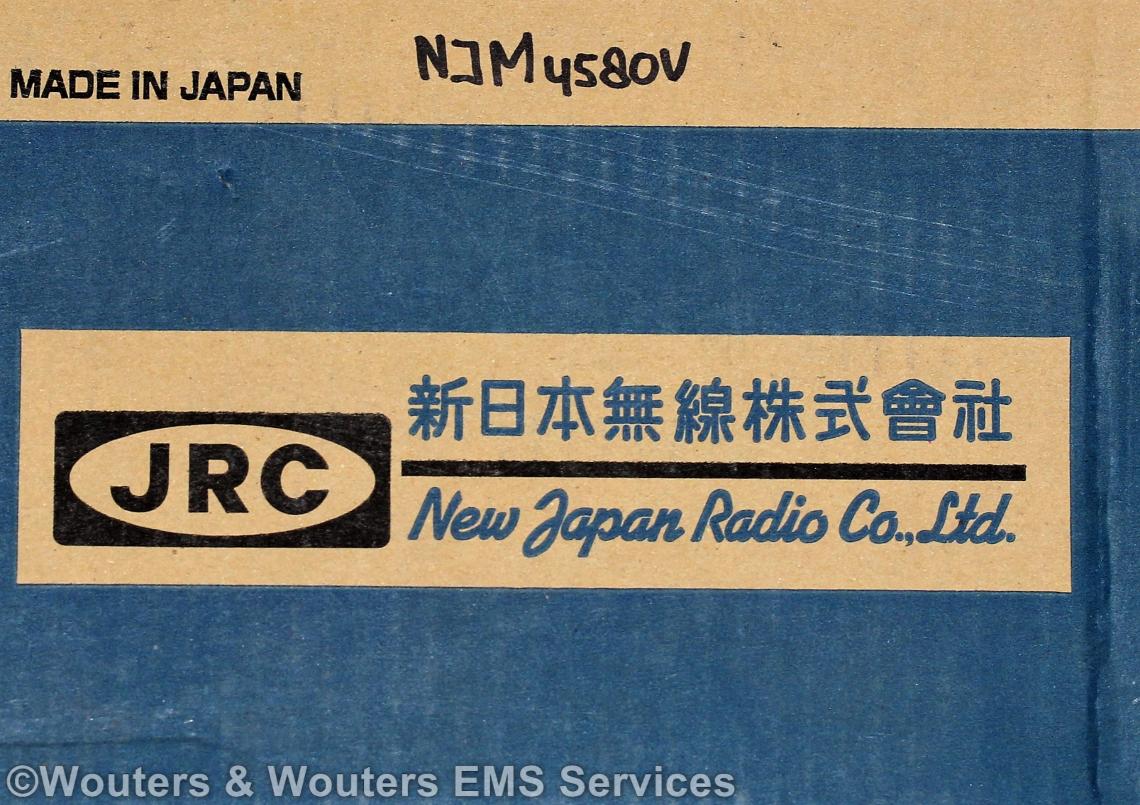 NJM4580V
MADE IN JAPAN
新日本無線株式會社
JRC
New Japan Radio Co.,Ltd.
©Wouters & Wouters EMS Services